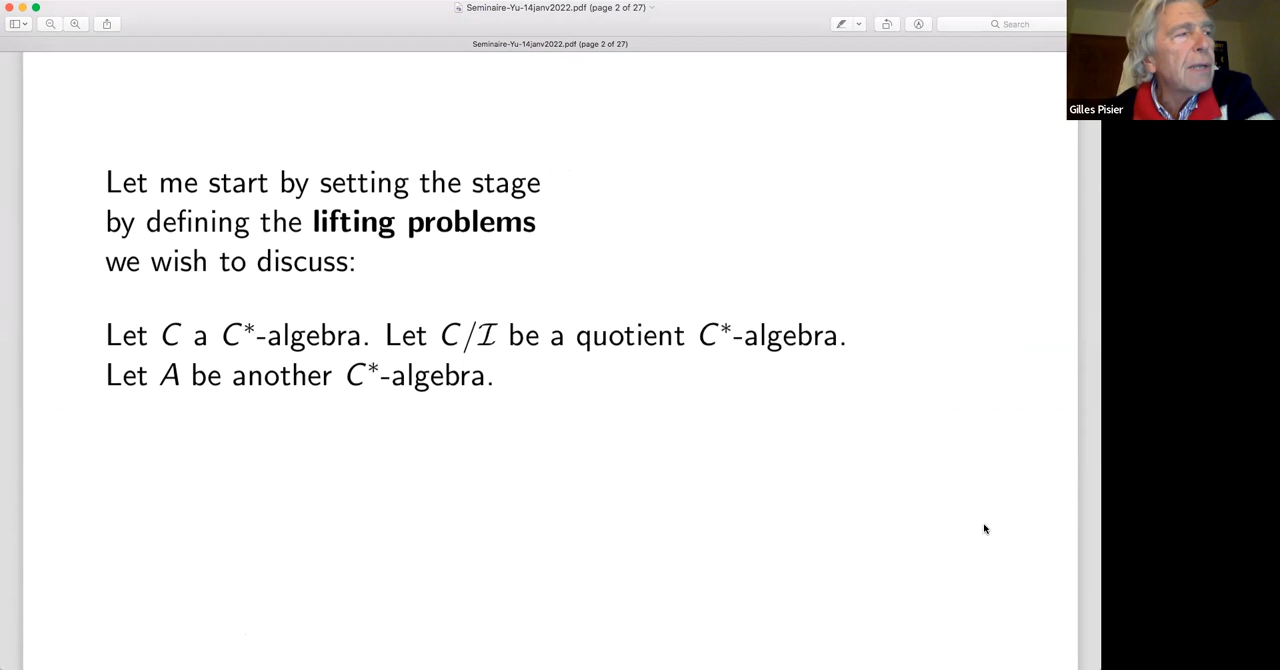 Seminaire-Yu-14janv2022.pdf (page 2 of 27)
Search
Seminaire-Yu-14janv2022.pdf (page 2 of 27)
Gilles Pisier
Let me start by setting the stage
by defining the lifting problems
we wish to discuss:
Let C a C*-algebra. Let C/ℐ be a quotient C*-algebra.
Let A be another C*-algebra.